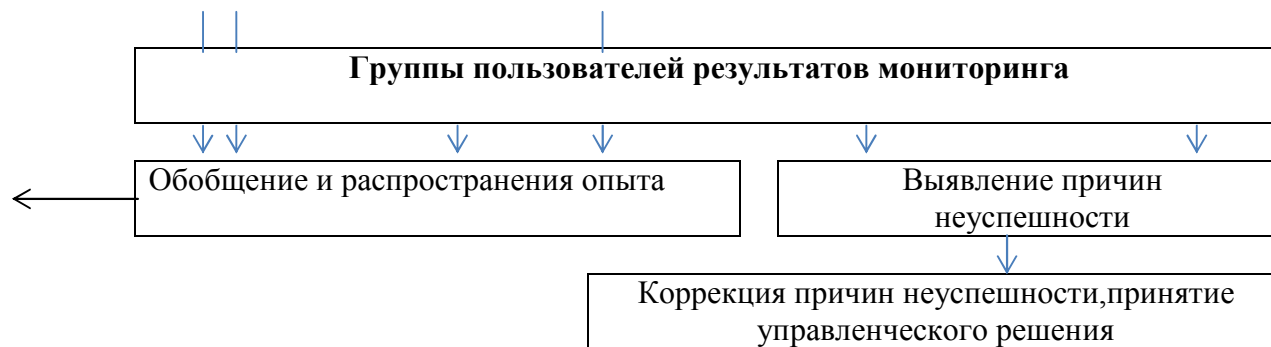 Группы пользователей результатов мониторинга
Обобщение и распространения опыта
Выявление причин
неуспешности
Коррекция причин неуспешности,принятие
управленческого решения